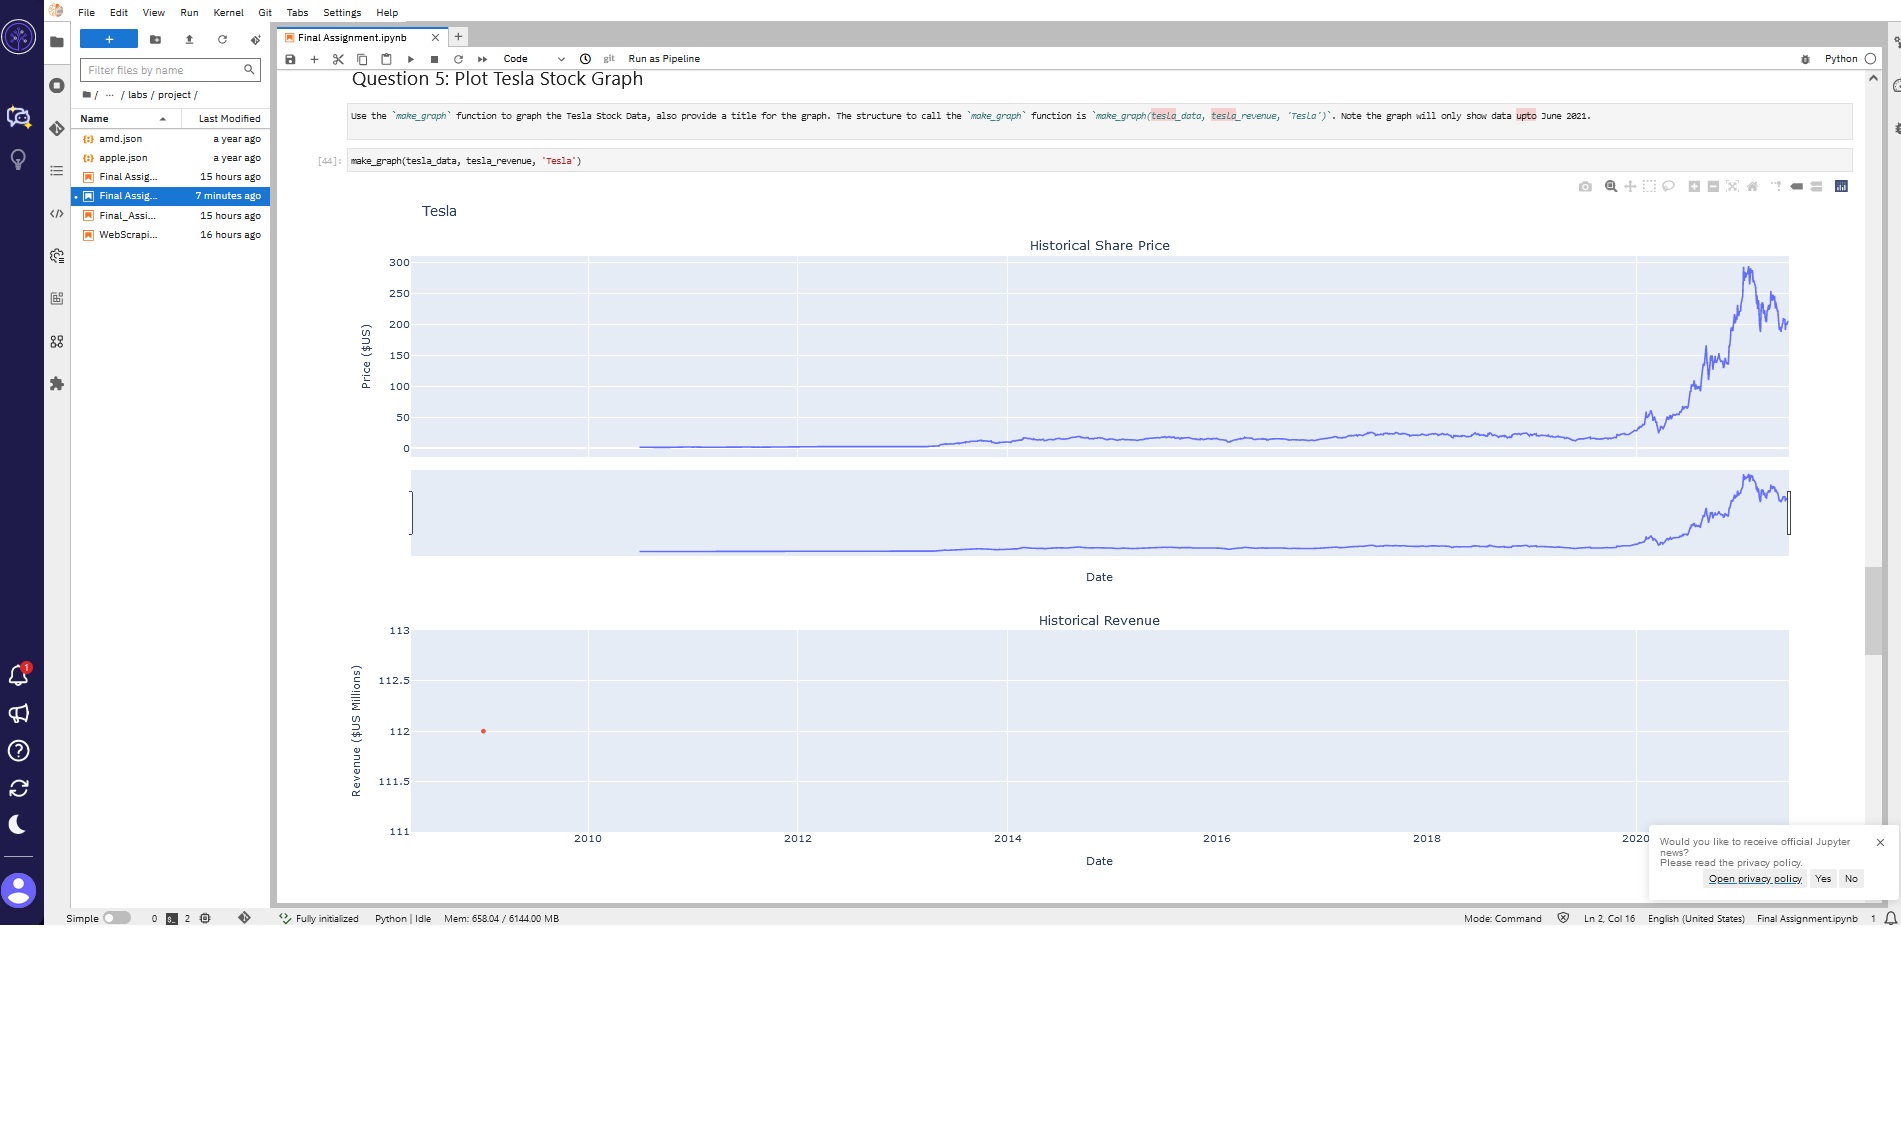 File Edit View Run Kernel Git Tabs Settings Help
+
Filter files by name
/ ... / labs / project /
Name Last Modified
amd.json a year ago
apple.json a year ago
Final Assig... 15 hours ago
Final Assig... 7 minutes ago
Final_Assi... 15 hours ago
WebScrapi... 16 hours ago
Final Assignment.ipynb
Code git Run as Pipeline Python
Question 5: Plot Tesla Stock Graph
Use the `make_graph` function to graph the Tesla Stock Data, also provide a title for the graph. The structure to call the `make_graph` function is `make_graph(tesla_data, tesla_revenue, 'Tesla')`. Note the graph will only show data upto June 2021.
[44]: make_graph(tesla_data, tesla_revenue, 'Tesla')
Tesla
Historical Share Price
300
250
200
150
100
50
0
Price ($US)
Date
Historical Revenue
113
112.5
112
111.5
111
Revenue ($US Millions)
2010 2012 2014 2016 2018 2020
Date
Would you like to receive official Jupyter
news?
Please read the privacy policy.
Open privacy policy Yes No
1
Simple 0 2 Fully initialized Python | Idle Mem: 658.04 / 6144.00 MB Mode: Command Ln 2, Col 16 English (United States) Final Assignment.ipynb 1